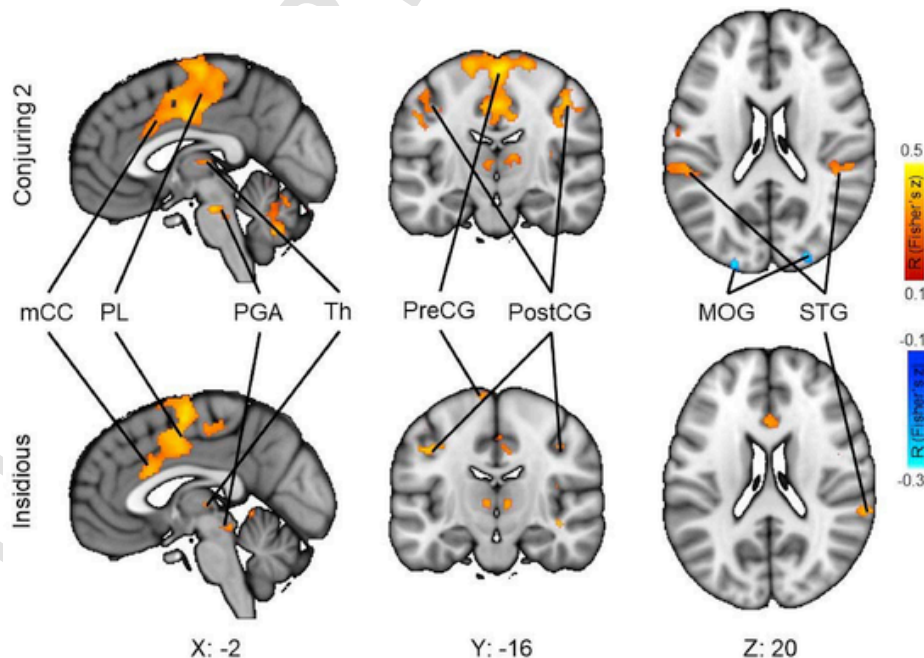 Conjuring 2
mCC PL PGA Th PreCG PostCG MOG STG
Insidious
X: -2 Y: -16 Z: 20
0.5
R (Fisher's z)
0.1
-0.1
R (Fisher's z)
-0.3